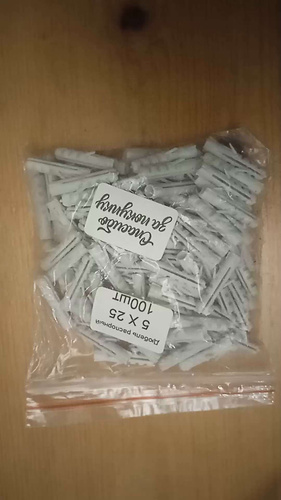 Дюбель распорный
5 X 25
100шт
Спасибо
за покупку